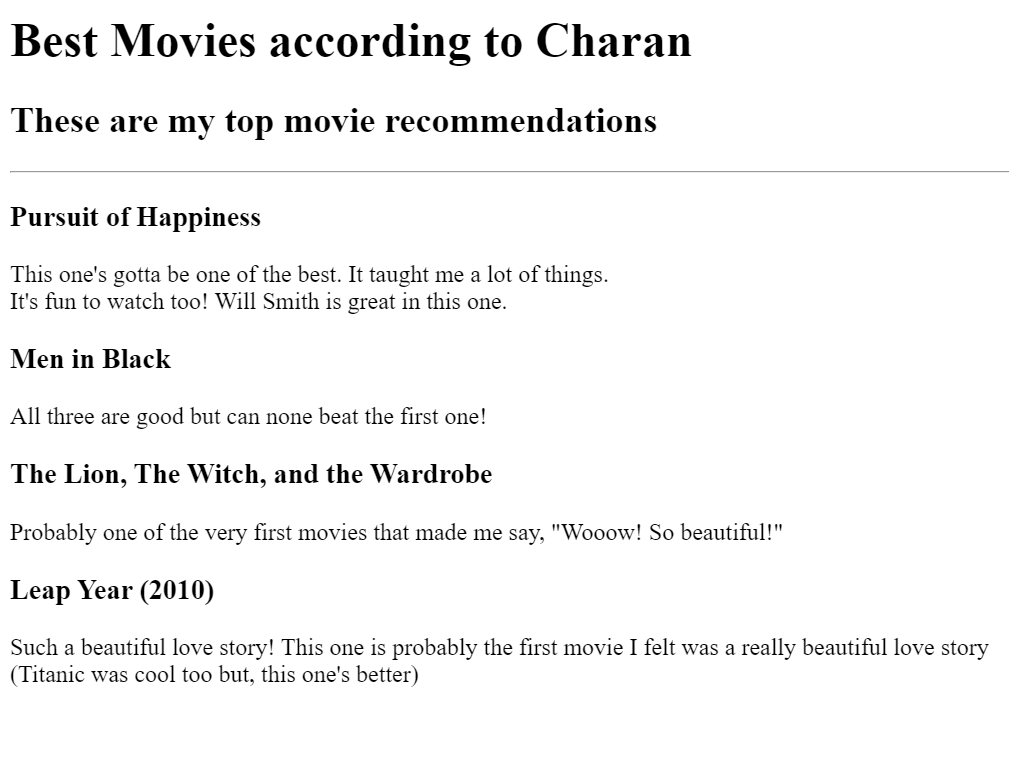 Best Movies according to Charan
These are my top movie recommendations
Pursuit of Happiness
This one's gotta be one of the best. It taught me a lot of things.
It's fun to watch too! Will Smith is great in this one.
Men in Black
All three are good but can none beat the first one!
The Lion, The Witch, and the Wardrobe
Probably one of the very first movies that made me say, "Wooow! So beautiful!"
Leap Year (2010)
Such a beautiful love story! This one is probably the first movie I felt was a really beautiful love story
(Titanic was cool too but, this one's better)